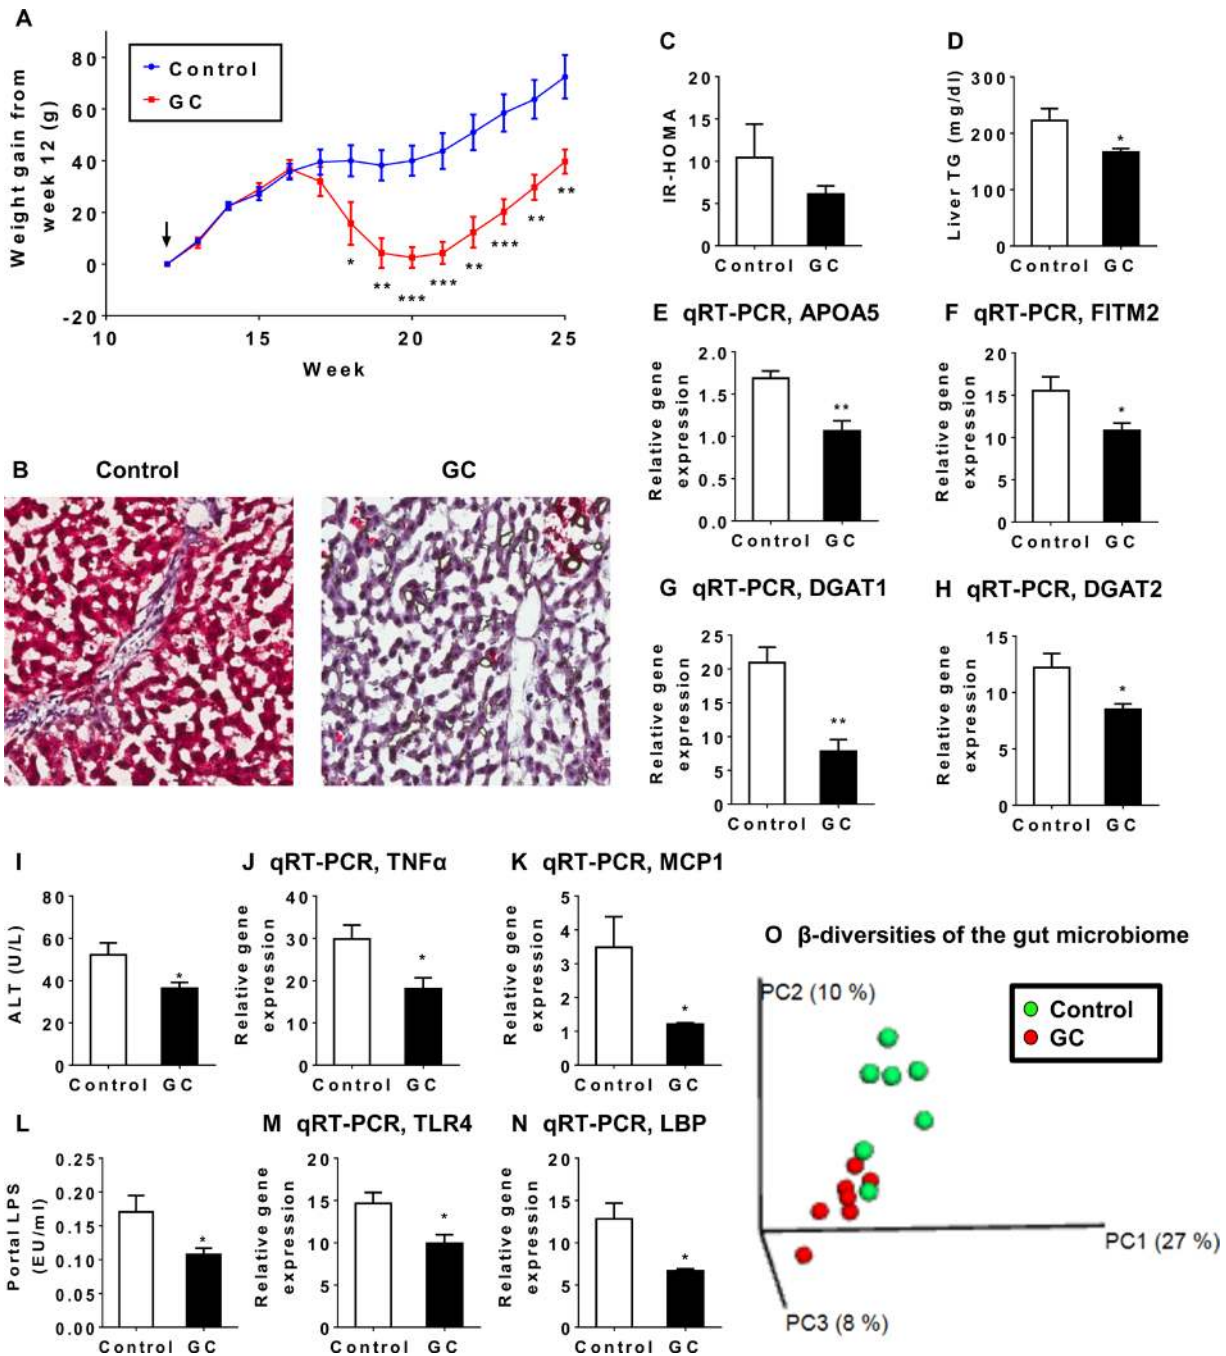 A
Weight gain from
week 12 (g)
80
60
40
20
0
-20
Control
GC
*
**
***
***
**
***
**
**
10
15
20
25
Week
B
Control
GC
C
IR-HOMA
20
15
10
5
0
Control GC
D
Liver TG (mg/dl)
300
200
100
0
*
Control GC
E qRT-PCR, APOA5
Relative gene
expression
2.0
1.5
1.0
0.5
0.0
**
Control GC
F qRT-PCR, FITM2
Relative gene
expression
20
15
10
5
0
*
Control GC
G qRT-PCR, DGAT1
Relative gene
expression
25
20
15
10
5
0
**
Control GC
H qRT-PCR, DGAT2
Relative gene
expression
15
10
5
0
*
Control GC
I
ALT (U/L)
80
60
40
20
0
*
Control GC
J qRT-PCR, TNFα
Relative gene
expression
40
30
20
10
0
*
Control GC
K qRT-PCR, MCP1
Relative gene
expression
5
4
3
2
1
0
*
Control GC
L
Portal LPS
(EU/ml)
0.25
0.20
0.15
0.10
0.05
0.00
*
Control GC
M qRT-PCR, TLR4
Relative gene
expression
20
15
10
5
0
*
Control GC
N qRT-PCR, LBP
Relative gene
expression
20
15
10
5
0
*
Control GC
O β-diversities of the gut microbiome
PC2 (10 %)
Control
GC
PC1 (27 %)
PC3 (8 %)